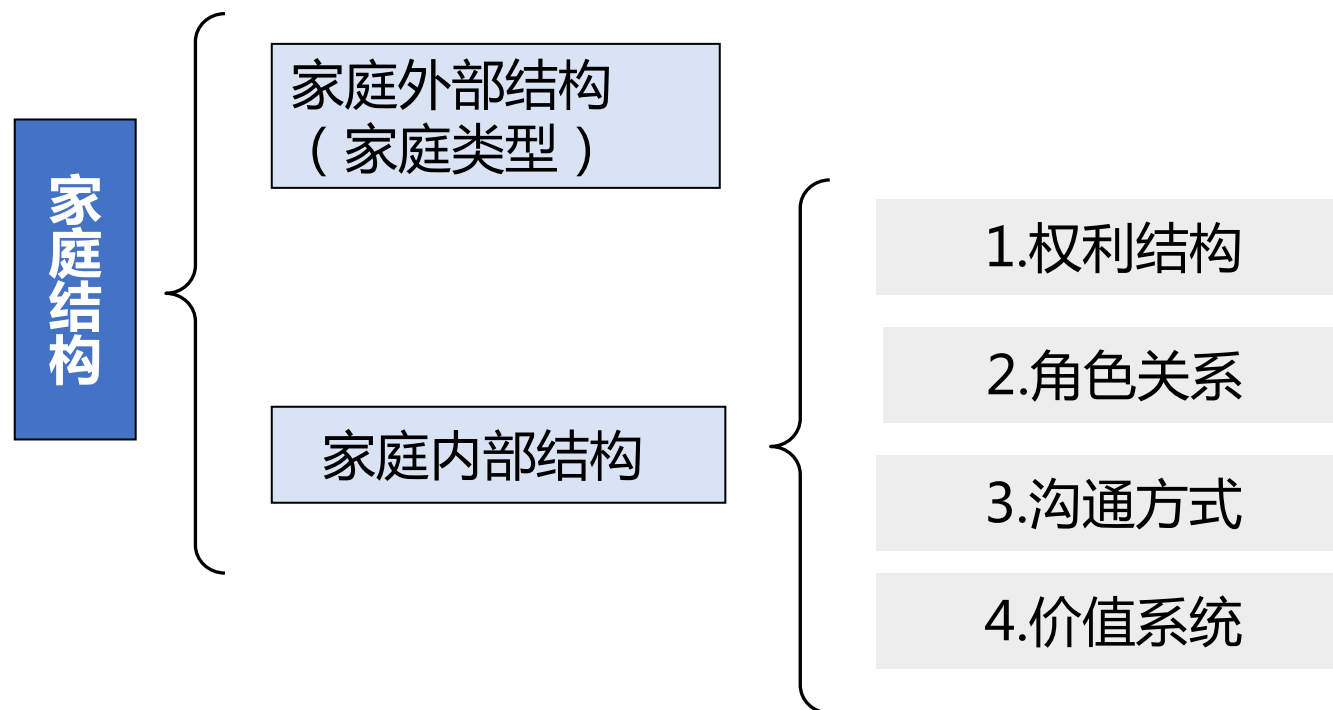 家庭结构
家庭外部结构
（家庭类型）
家庭内部结构
1.权利结构
2.角色关系
3.沟通方式
4.价值系统